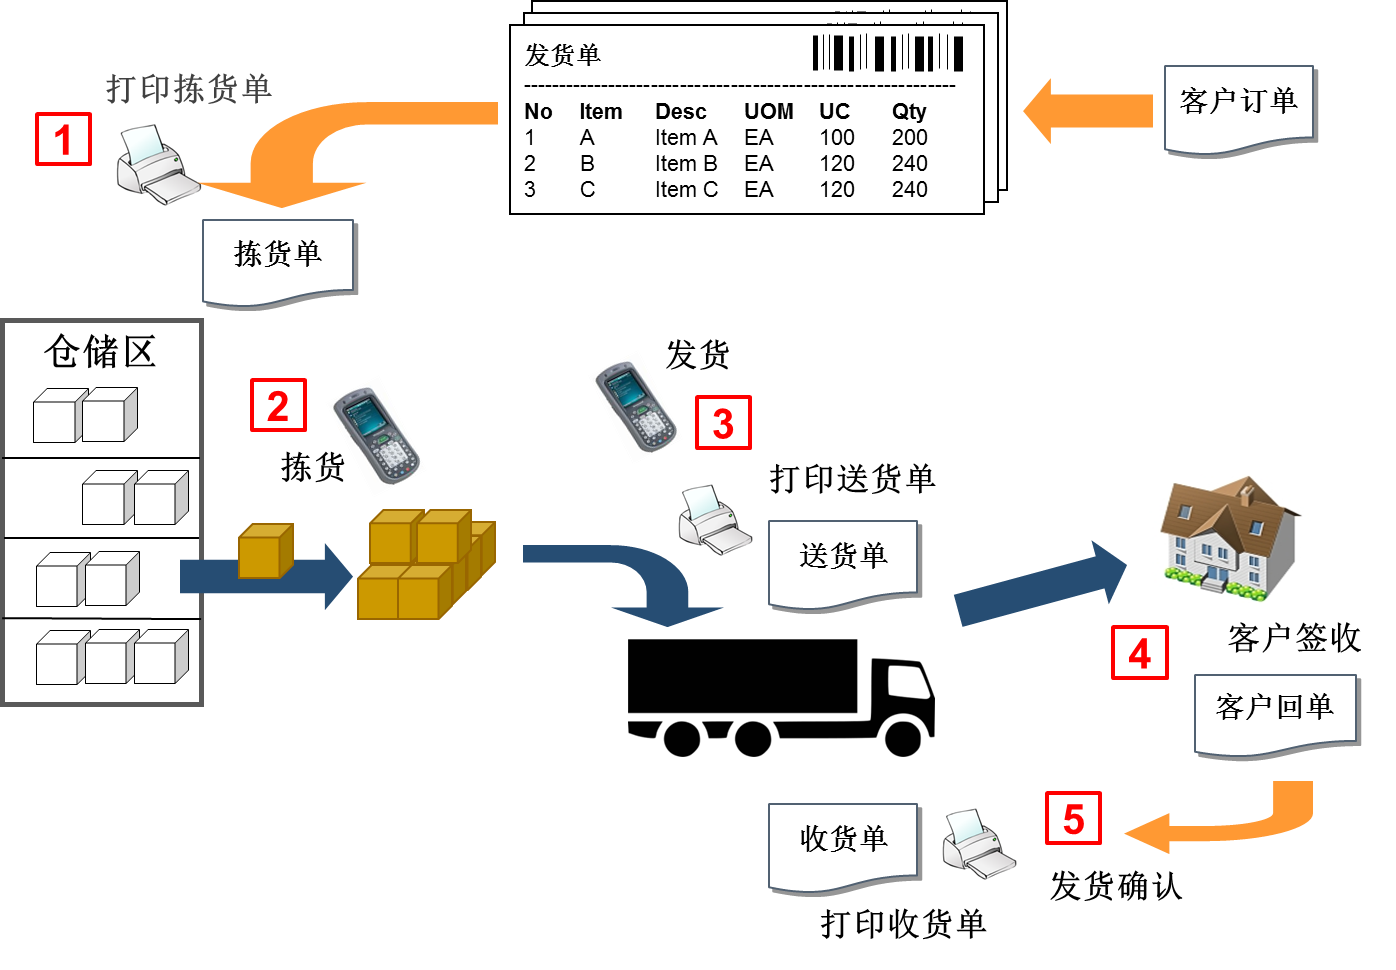 发货单
No Item Desc UOM UC Qty
1 A Item A EA 100 200
2 B Item B EA 120 240
3 C Item C EA 120 240
客户订单
打印拣货单
1
拣货单
仓储区
2
拣货
发货
3
打印送货单
送货单
4
客户签收
客户回单
5
发货确认
收货单
打印收货单